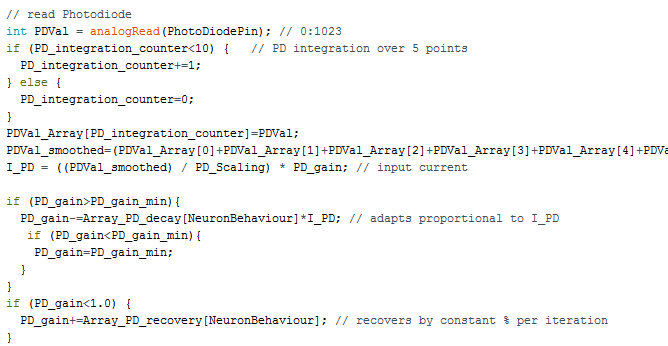 // read Photodiode
int PDVal = analogRead(PhotoDiodePin); // 0:1023
if (PD_integration_counter<10) {   // PD integration over 5 points
  PD_integration_counter+=1;
} else {
  PD_integration_counter=0;
}
PDVal_Array[PD_integration_counter]=PDVal;
PDVal_smoothed=(PDVal_Array[0]+PDVal_Array[1]+PDVal_Array[2]+PDVal_Array[3]+PDVal_Array[4]+PDVa
I_PD = ((PDVal_smoothed) / PD_Scaling) * PD_gain; // input current

if (PD_gain>PD_gain_min){
  PD_gain-=Array_PD_decay[NeuronBehaviour]*I_PD; // adapts proportional to I_PD
   if (PD_gain<PD_gain_min){
    PD_gain=PD_gain_min;
  }
}
if (PD_gain<1.0) {
  PD_gain+=Array_PD_recovery[NeuronBehaviour]; // recovers by constant % per iteration
}